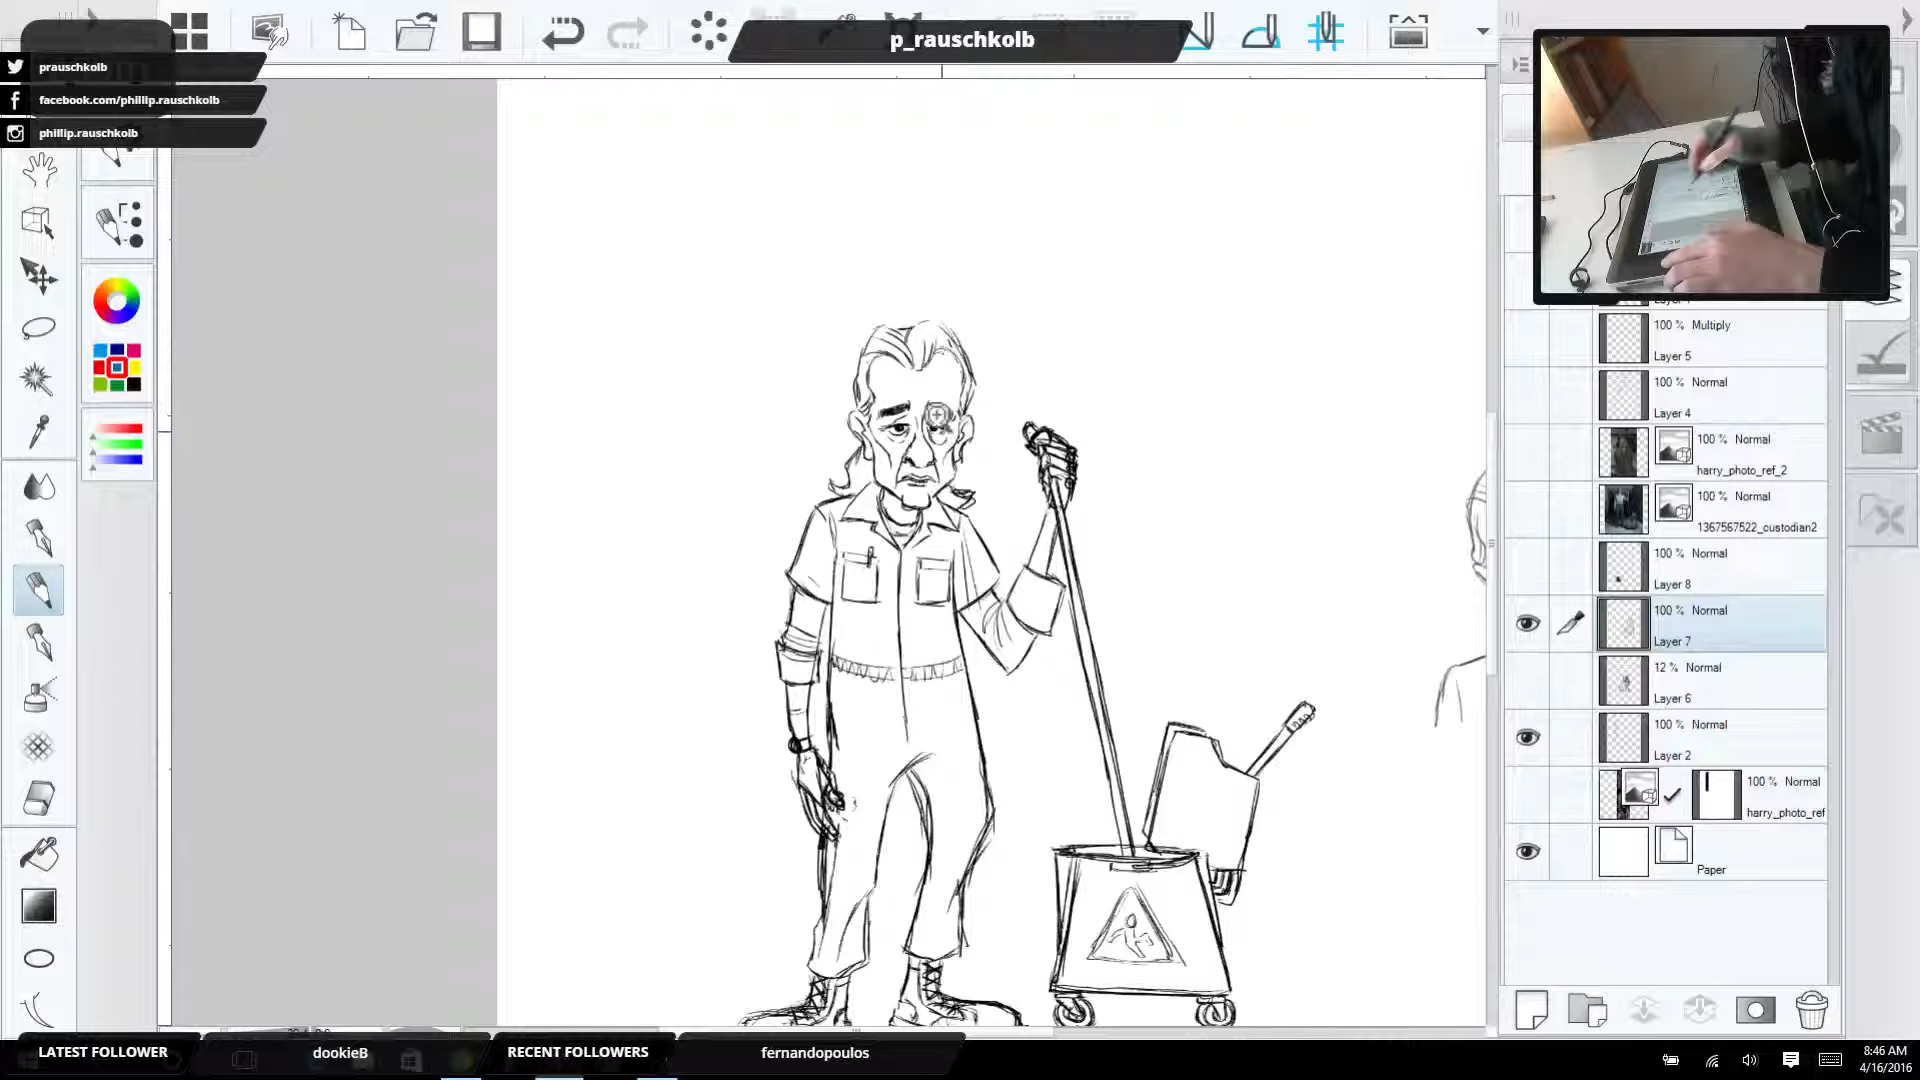 p_rauschkolb
prauschkolb
facebook.com/phillip.rauschkolb
phillip.rauschkolb
100 % Multiply
Layer 5
100 % Normal
Layer 4
100 % Normal
harry_photo_ref_2
100 % Normal
1367567522_custodian2
100 % Normal
Layer 8
100 % Normal
Layer 7
12 % Normal
Layer 6
100 % Normal
Layer 2
100 % Normal
harry_photo_ref
Paper
LATEST FOLLOWER
dookieB
RECENT FOLLOWERS
fernandopoulos
8:46 AM
4/16/2016